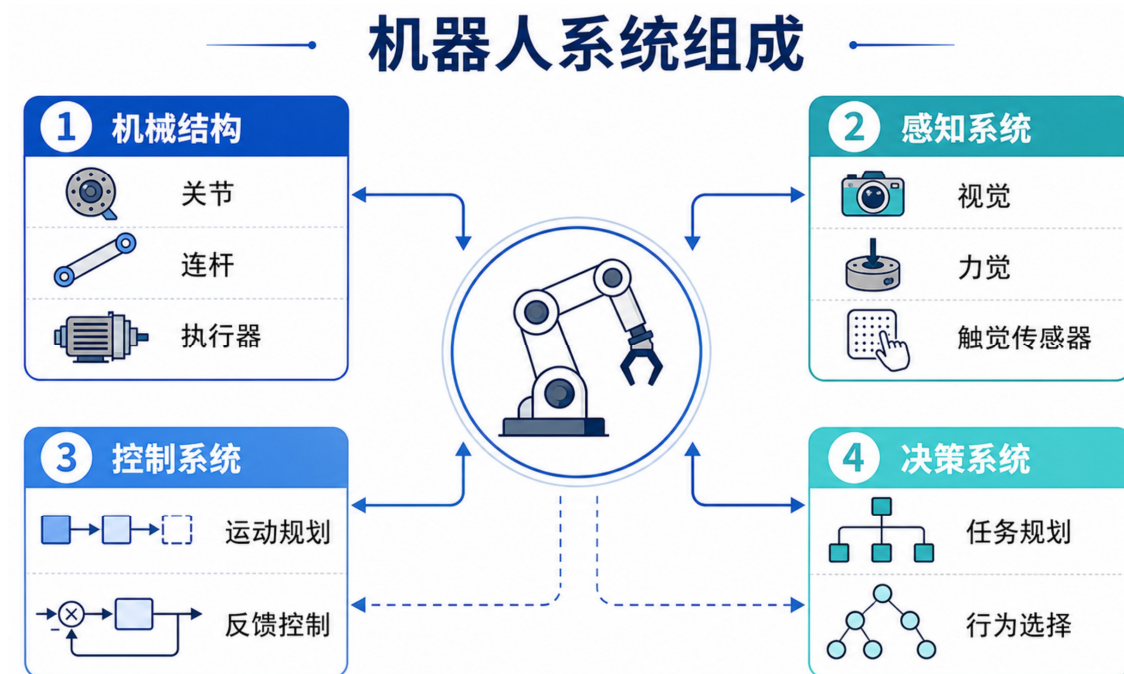 机器人系统组成
1 机械结构
关节
连杆
执行器
2 感知系统
视觉
力觉
触觉传感器
3 控制系统
运动规划
反馈控制
4 决策系统
任务规划
行为选择